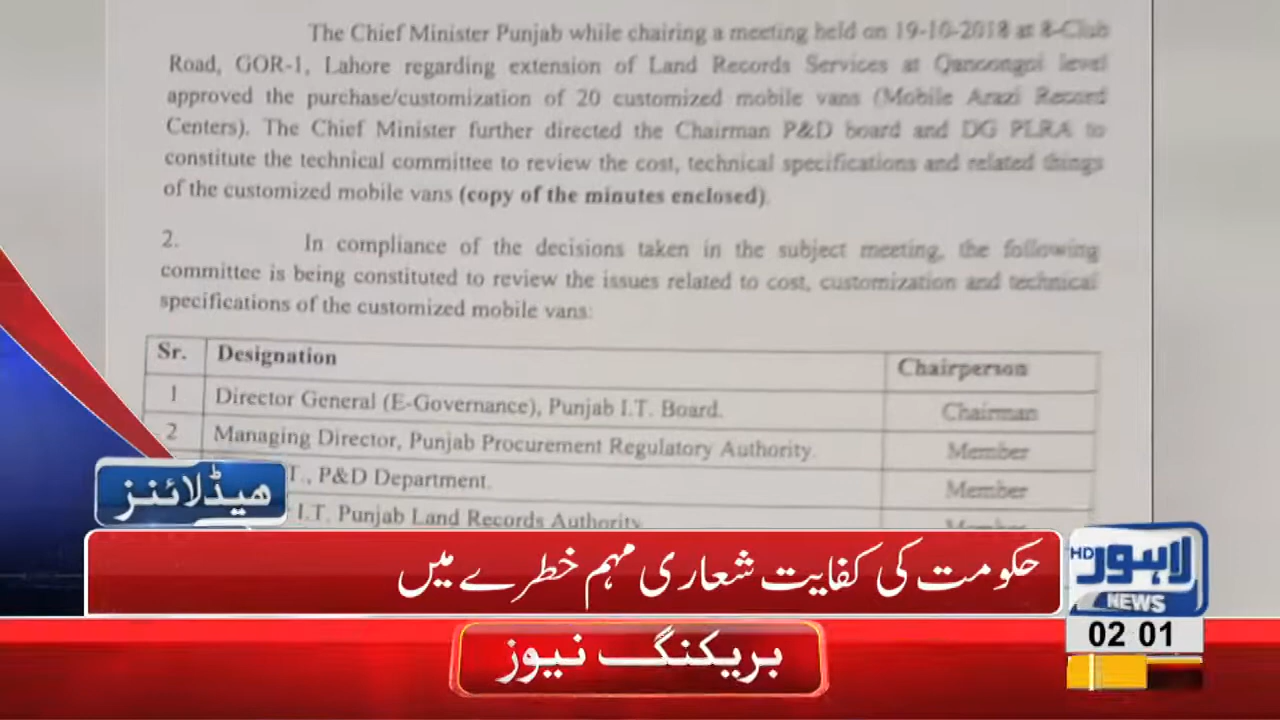 The Chief Minister Punjab while chairing a meeting held on 19-10-2018 at 8-Club
Road, GOR-1, Lahore regarding extension of Land Records Services at Qanoongoi level
approved the purchase/customization of 20 customized mobile vans (Mobile Arazi Record
Centers). The Chief Minister further directed the Chairman P&D board and DG PLRA to
constitute the technical committee to review the cost, technical specifications and related things
of the customized mobile vans (copy of the minutes enclosed).
2. In compliance of the decisions taken in the subject meeting, the following
committee is being constituted to review the issues related to cost, customization and technical
specifications of the customized mobile vans:
Sr. Designation Chairperson
1 Director General (E-Governance), Punjab I.T. Board. Chairman
2 Managing Director, Punjab Procurement Regulatory Authority. Member
P&D Department. Member
I.T. Punjab Land Records Authority. Member
ہیڈلائنز
حکومت کی کفایت شعاری مہم خطرے میں
HD لاہور
NEWS
02 01
بریکنگ نیوز